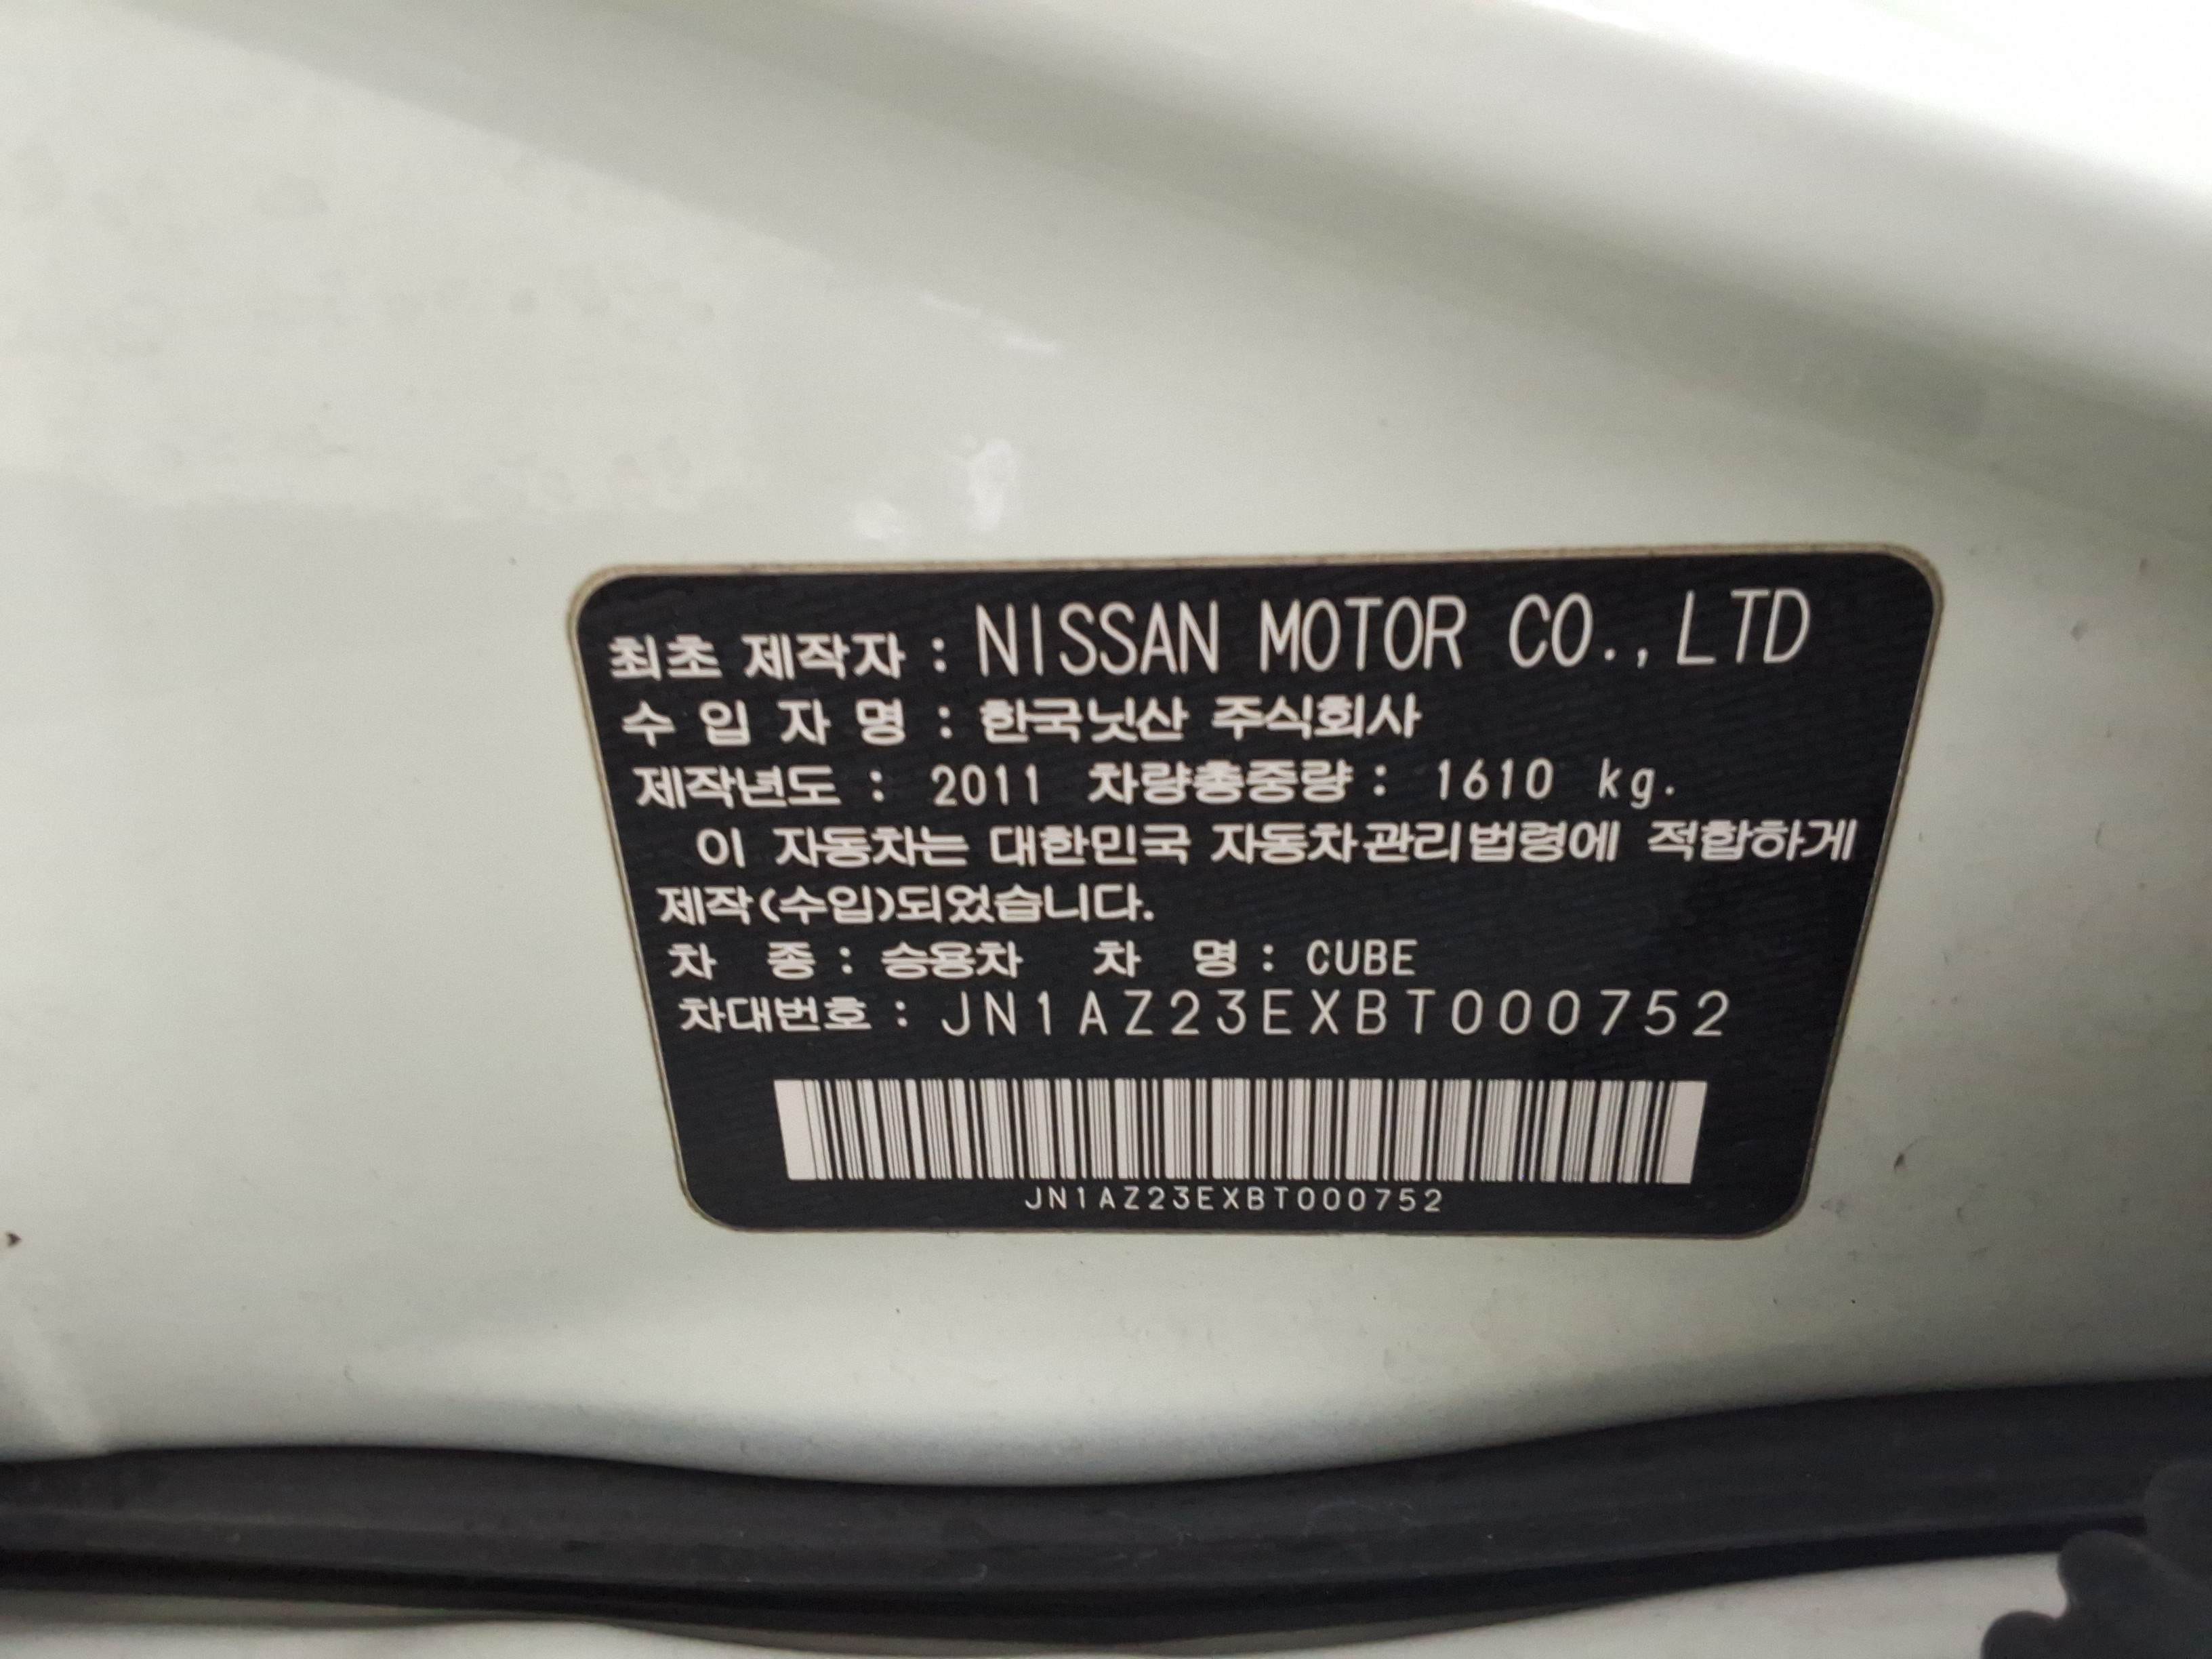 최초 제작자 : NISSAN MOTOR CO.,LTD
수 입 자 명 : 한국닛산 주식회사
제작년도 : 2011 차량총중량 : 1610 kg.
이 자동차는 대한민국 자동차관리법령에 적합하게
제작(수입)되었습니다.
차 종 : 승용차 차 명 : CUBE
차대번호 : JN1AZ23EXBT000752
JN1AZ23EXBT000752